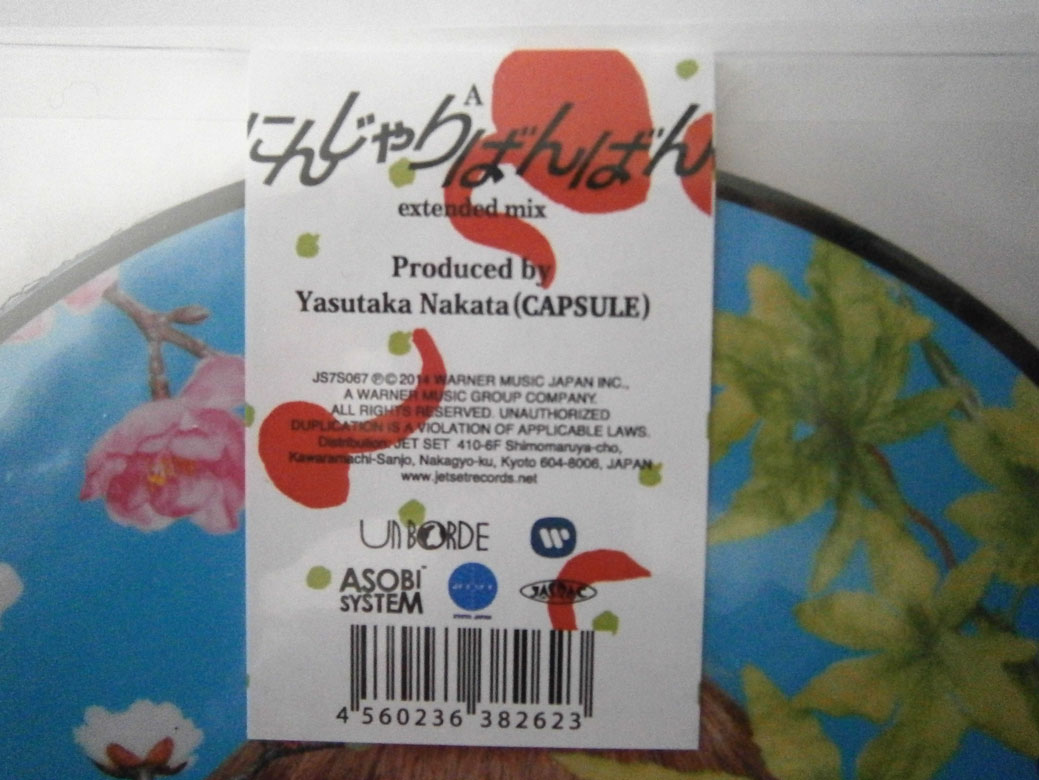 A
にんじゃりばんばん
extended mix
Produced by
Yasutaka Nakata (CAPSULE)
JS7S067 ℗©2014 WARNER MUSIC JAPAN INC.,
A WARNER MUSIC GROUP COMPANY.
ALL RIGHTS RESERVED. UNAUTHORIZED
DUPLICATION IS A VIOLATION OF APPLICABLE LAWS.
Distribution: JET SET 410-6F Shimomaruya-cho,
Kawaramachi-Sanjo, Nakagyo-ku, Kyoto 604-8006, JAPAN
www.jetsetrecords.net
UNBORDE
ASOBI
SYSTEM™
JASRAC
4 560236 382623